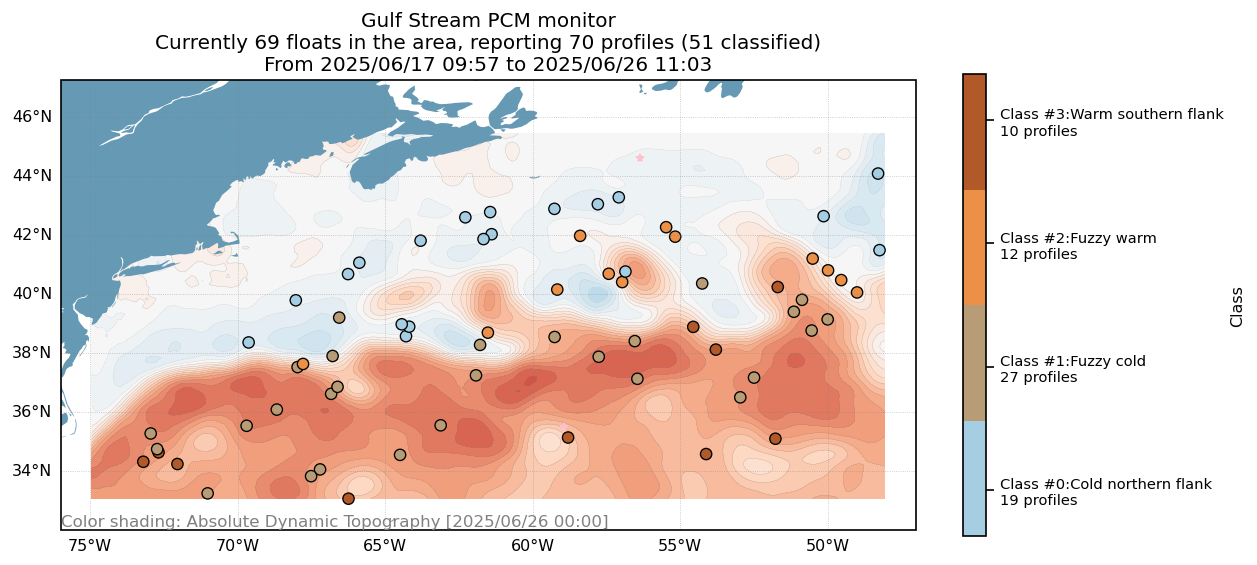 Gulf Stream PCM monitor
Currently 69 floats in the area, reporting 70 profiles (51 classified)
From 2025/06/17 09:57 to 2025/06/26 11:03
46°N
44°N
42°N
40°N
38°N
36°N
34°N
Color shading: Absolute Dynamic Topography [2025/06/26 00:00]
75°W
70°W
65°W
60°W
55°W
50°W
Class #3:Warm southern flank
10 profiles
Class #2:Fuzzy warm
12 profiles
Class #1:Fuzzy cold
27 profiles
Class #0:Cold northern flank
19 profiles
Class